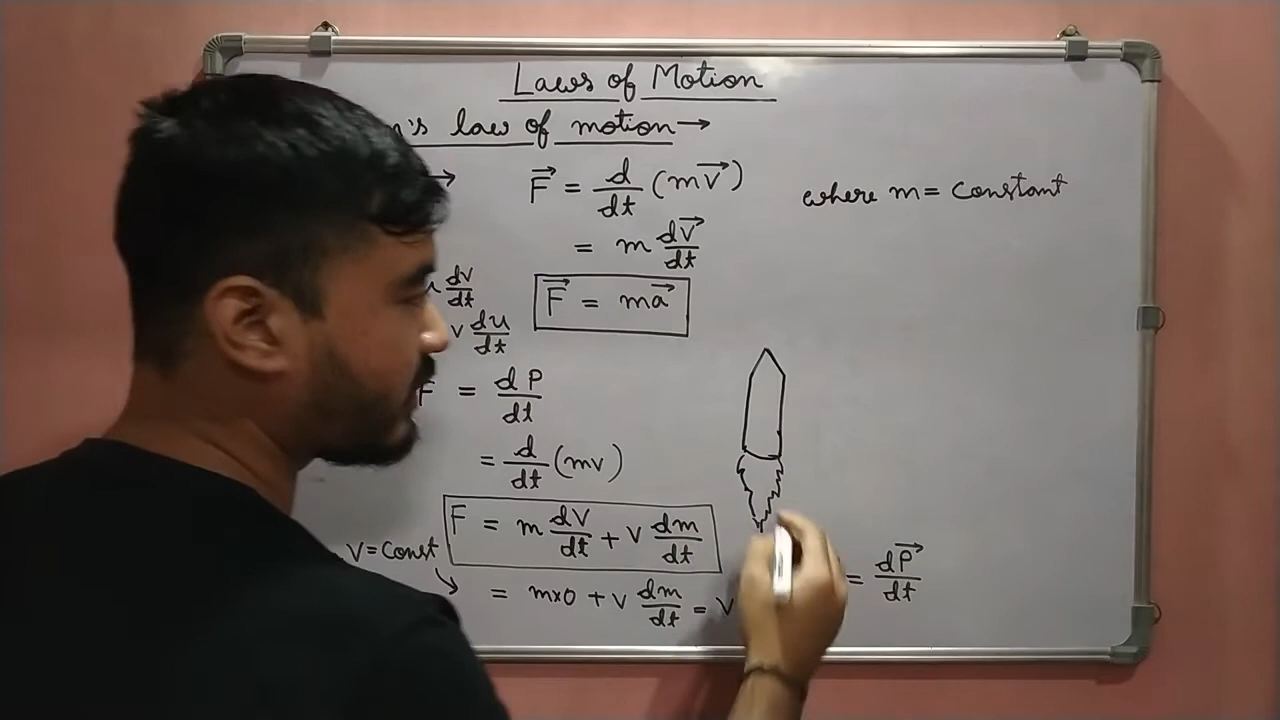 Laws of Motion
n's law of motion →
→ F⃗ = d/dt (mv⃗) where m = constant
= m dv⃗/dt
dv/dt F⃗ = ma⃗
v du/dt
F = dP/dt
= d/dt (mv)
F = m dv/dt + v dm/dt
v = Const = dP⃗/dt
= m×0 + v dm/dt = v